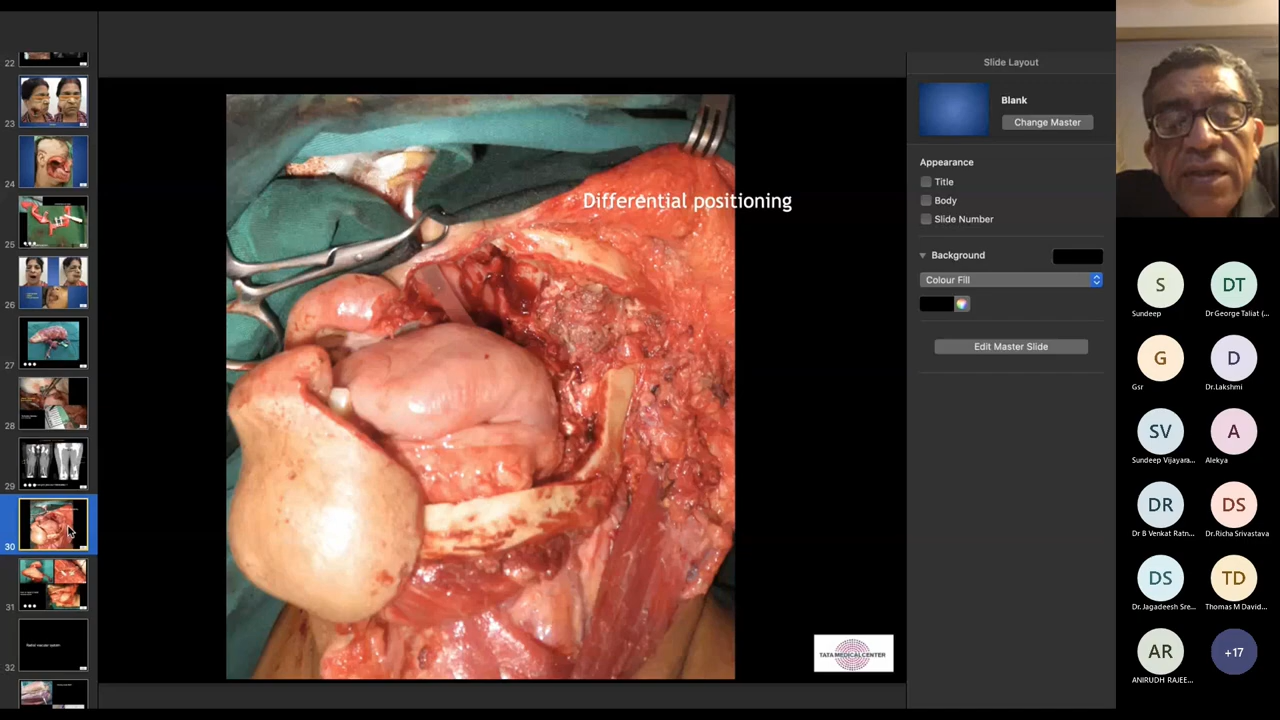 22
23
24
25
26
27
28
29
30
31
32
Differential positioning
TATA MEDICAL CENTER
Slide Layout
Blank
Change Master
Appearance
Title
Body
Slide Number
Background
Colour Fill
Edit Master Slide
S
Sundeep
DT
Dr George Taliat (...
G
Gsr
D
Dr.Lakshmi
SV
Sundeep Vijayara...
A
Alekya
DR
Dr B Venkat Ratn...
DS
Dr.Richa Srivastava
DS
Dr. Jagadeesh Sre...
TD
Thomas M David...
AR
ANIRUDH RAJEE...
+17